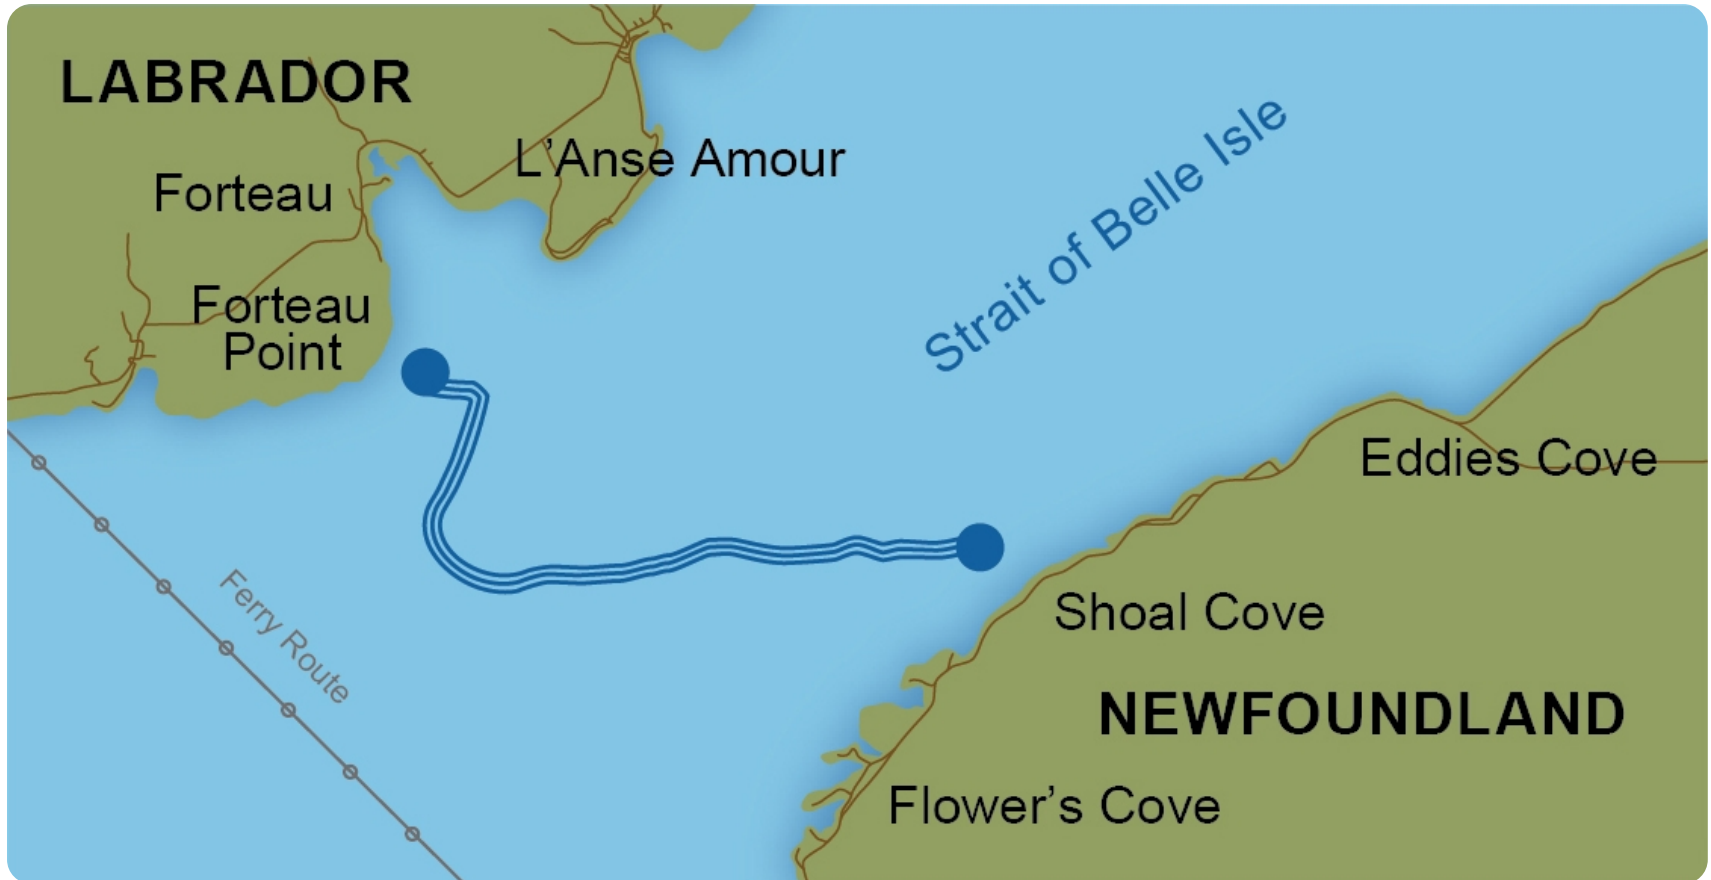 LABRADOR
L'Anse Amour
Forteau
Strait of Belle Isle
Forteau
Point
Eddies Cove
Ferry Route
Shoal Cove
NEWFOUNDLAND
Flower's Cove